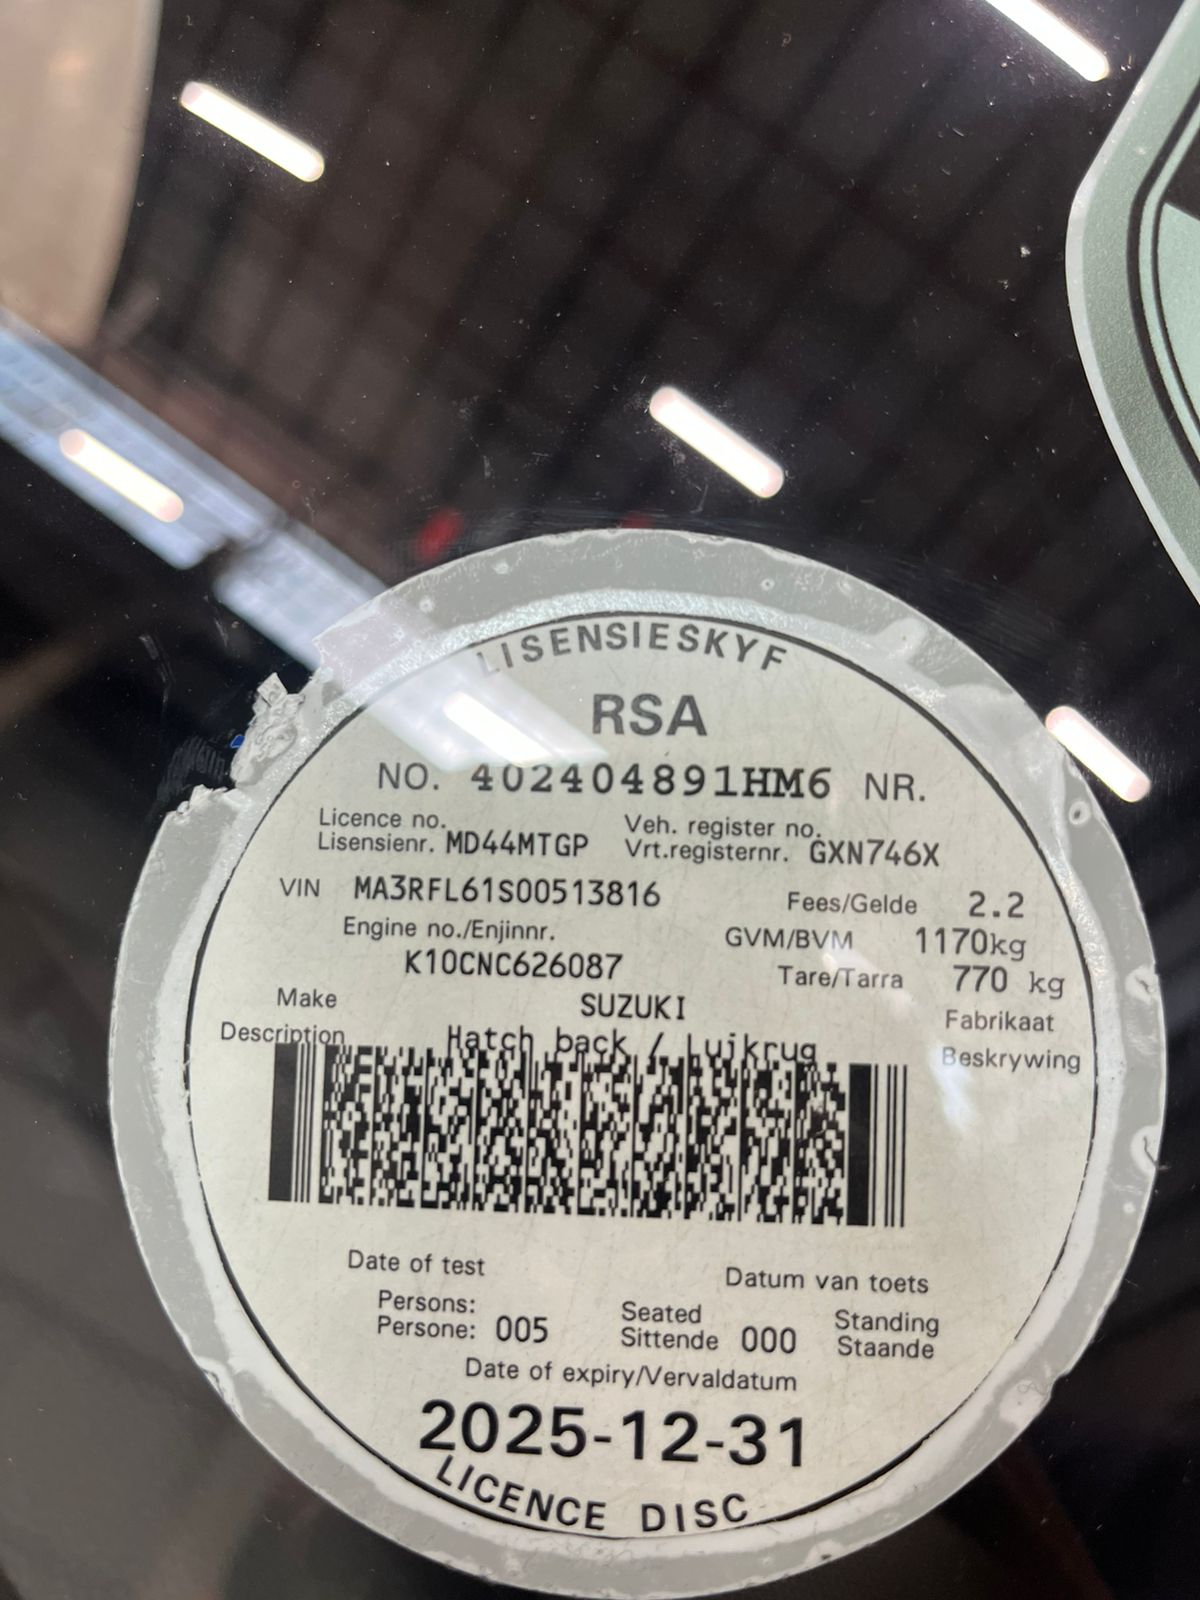 LISENSIESKYF
RSA
NO. 402404891HM6 NR.
Licence no. Veh. register no.
Lisensienr. MD44MTGP Vrt.registernr. GXN746X
VIN MA3RFL61S00513816 Fees/Gelde 2.2
Engine no./Enjinnr. GVM/BVM 1170kg
K10CNC626087 Tare/Tarra 770 kg
Make SUZUKI Fabrikaat
Description Hatch back / Luikrug Beskrywing
Date of test Datum van toets
Persons: Seated Standing
Persone: 005 Sittende 000 Staande
Date of expiry/Vervaldatum
2025-12-31
LICENCE DISC